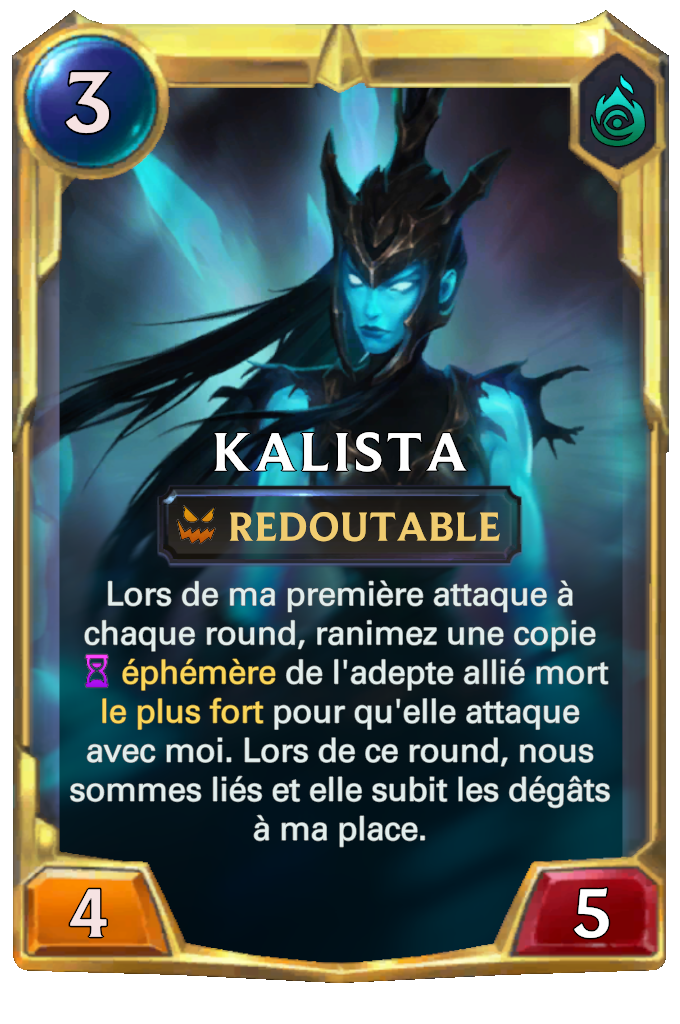 3
KALISTA
REDOUTABLE
Lors de ma première attaque à
chaque round, ranimez une copie
éphémère de l'adepte allié mort
le plus fort pour qu'elle attaque
avec moi. Lors de ce round, nous
sommes liés et elle subit les dégâts
à ma place.
4
5